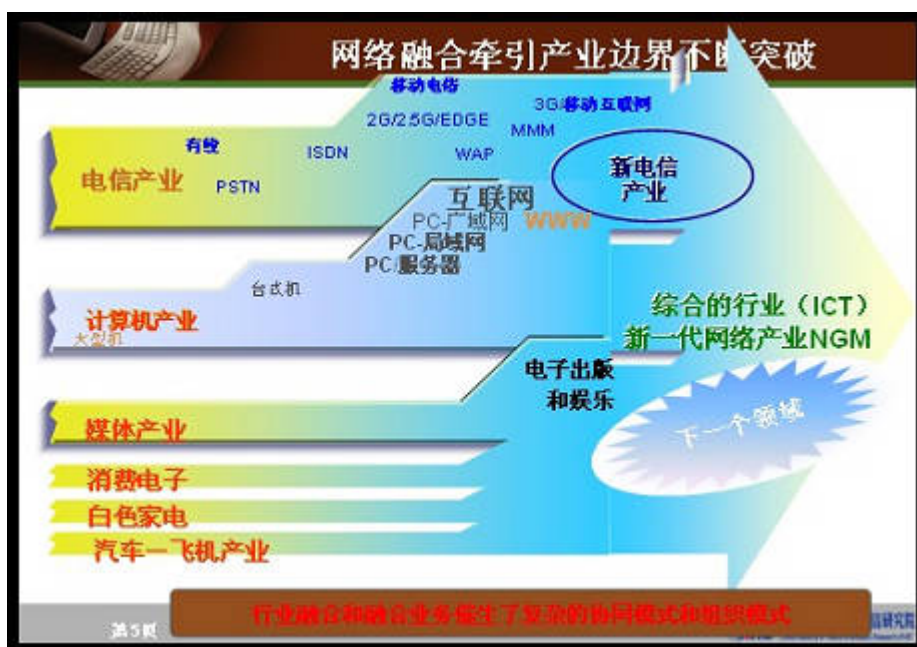 网络融合牵引产业边界不断突破
移动电信
3G/移动互联网
2G/2.5G/EDGE
MMM
有线
ISDN
WAP
新电信
产业
电信产业
PSTN
互联网
PC-广域网
WWW
PC-局域网
PC/服务器
台式机
综合的行业（ICT）
计算机产业
新一代网络产业NGM
大型机
电子出版
和娱乐
下一个领域
媒体产业
消费电子
白色家电
汽车—飞机产业
行业融合和融合业务催生了复杂的协同模式和组织模式
第5页
信研究院